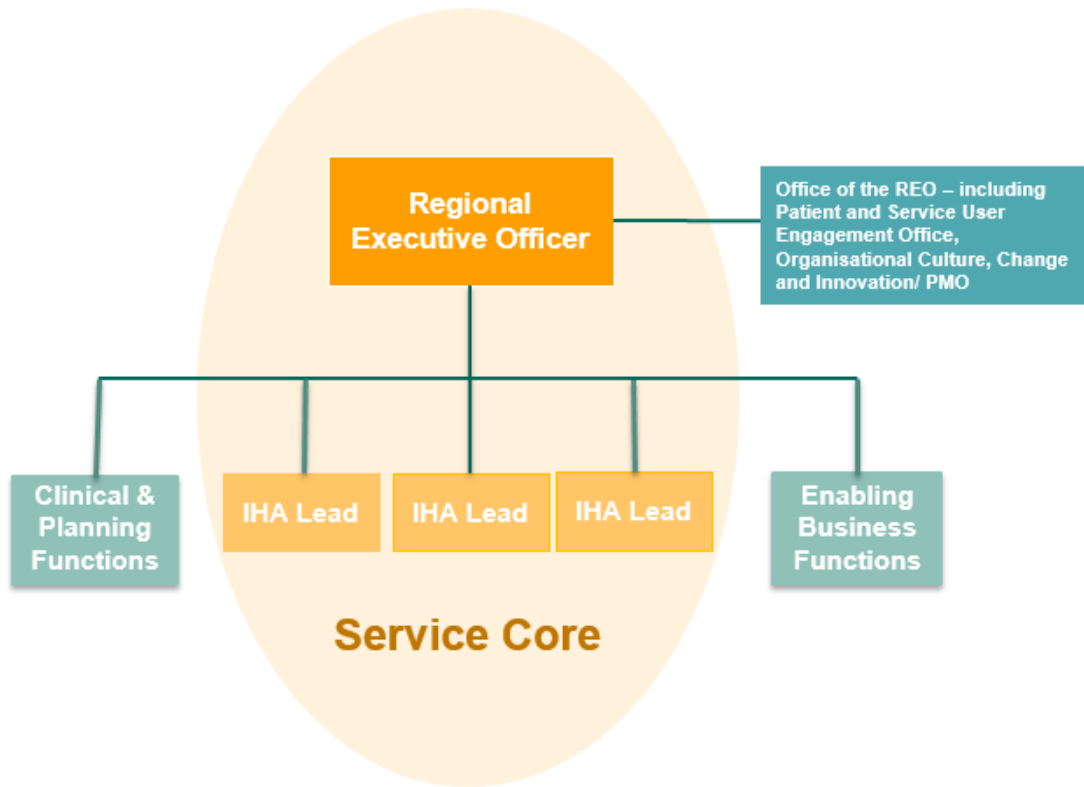 Regional
Executive Officer
Office of the REO – including
Patient and Service User
Engagement Office,
Organisational Culture, Change
and Innovation/ PMO
Clinical &
Planning
Functions
IHA Lead
IHA Lead
IHA Lead
Enabling
Business
Functions
Service Core